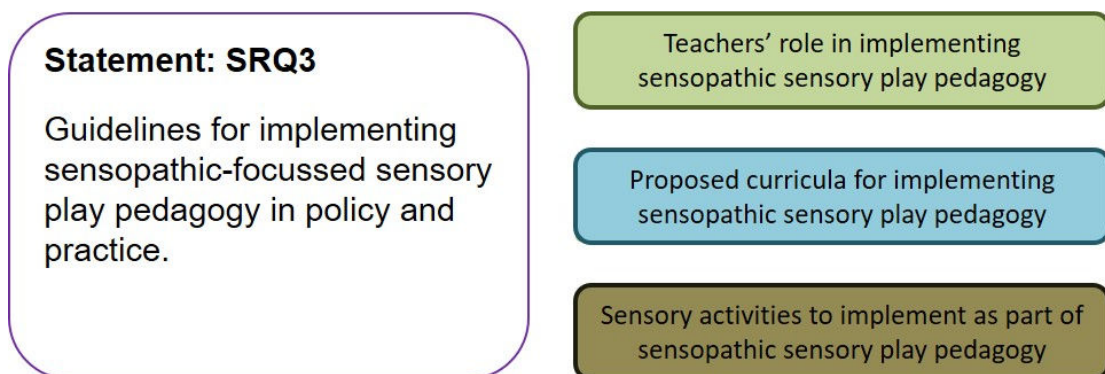 Statement: SRQ3
Guidelines for implementing
sensopathic-focussed sensory
play pedagogy in policy and
practice.
Teachers’ role in implementing
sensopathic sensory play pedagogy
Proposed curricula for implementing
sensopathic sensory play pedagogy
Sensory activities to implement as part of
sensopathic sensory play pedagogy